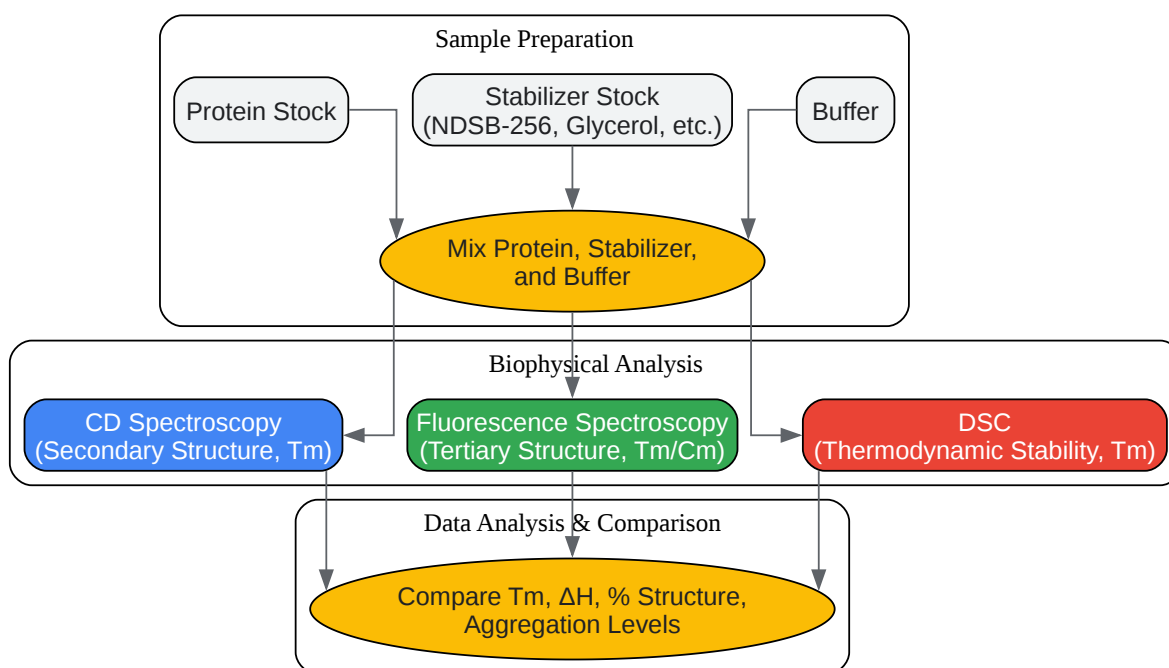 Sample Preparation
Protein Stock
Stabilizer Stock
(NDSB-256, Glycerol, etc.)
Buffer
Mix Protein, Stabilizer,
and Buffer
Biophysical Analysis
CD Spectroscopy
(Secondary Structure, Tm)
Fluorescence Spectroscopy
(Tertiary Structure, Tm/Cm)
DSC
(Thermodynamic Stability, Tm)
Data Analysis & Comparison
Compare Tm, ΔH, % Structure,
Aggregation Levels